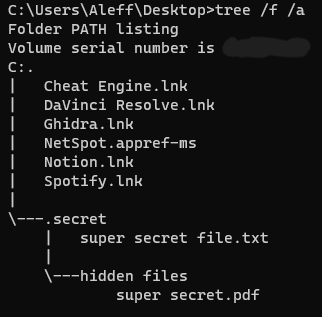 C:\Users\Aleff\Desktop>tree /f /a
Folder PATH listing
Volume serial number is
C:.
|   Cheat Engine.lnk
|   DaVinci Resolve.lnk
|   Ghidra.lnk
|   NetSpot.appref-ms
|   Notion.lnk
|   Spotify.lnk
|
\---.secret
    |   super secret file.txt
    |
    \---hidden files
            super secret.pdf